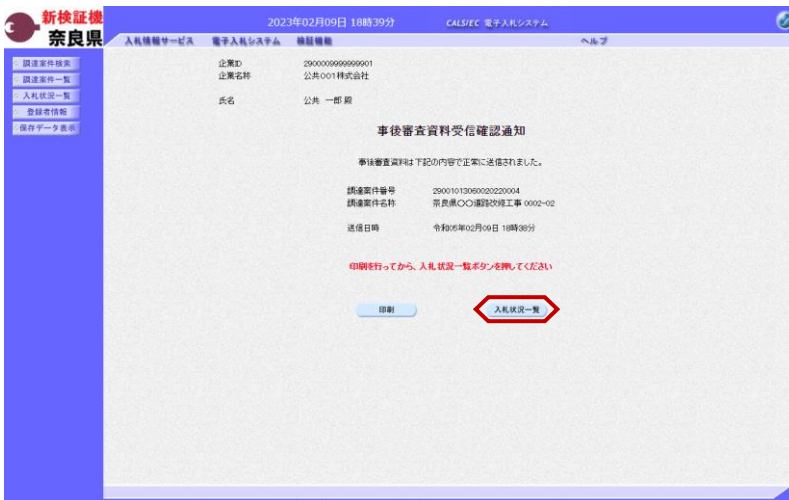 新検証機
奈良県
2023年02月09日 18時39分
CALS/EC 電子入札システム
入札情報サービス 電子入札システム 検証機能 ヘルプ
調達案件検索
調達案件一覧
入札状況一覧
登録者情報
保存データ表示
企業ID 2900009999999901
企業名称 公共001株式会社
氏名 公共 一郎 殿
事後審査資料受信確認通知
事後審査資料は下記の内容で正常に送信されました。
調達案件番号 29001013060020220004
調達案件名称 奈良県〇〇道路改修工事 0002-02
送信日時 令和05年02月09日 18時38分
印刷を行ってから、入札状況一覧ボタンを押してください
印刷 入札状況一覧